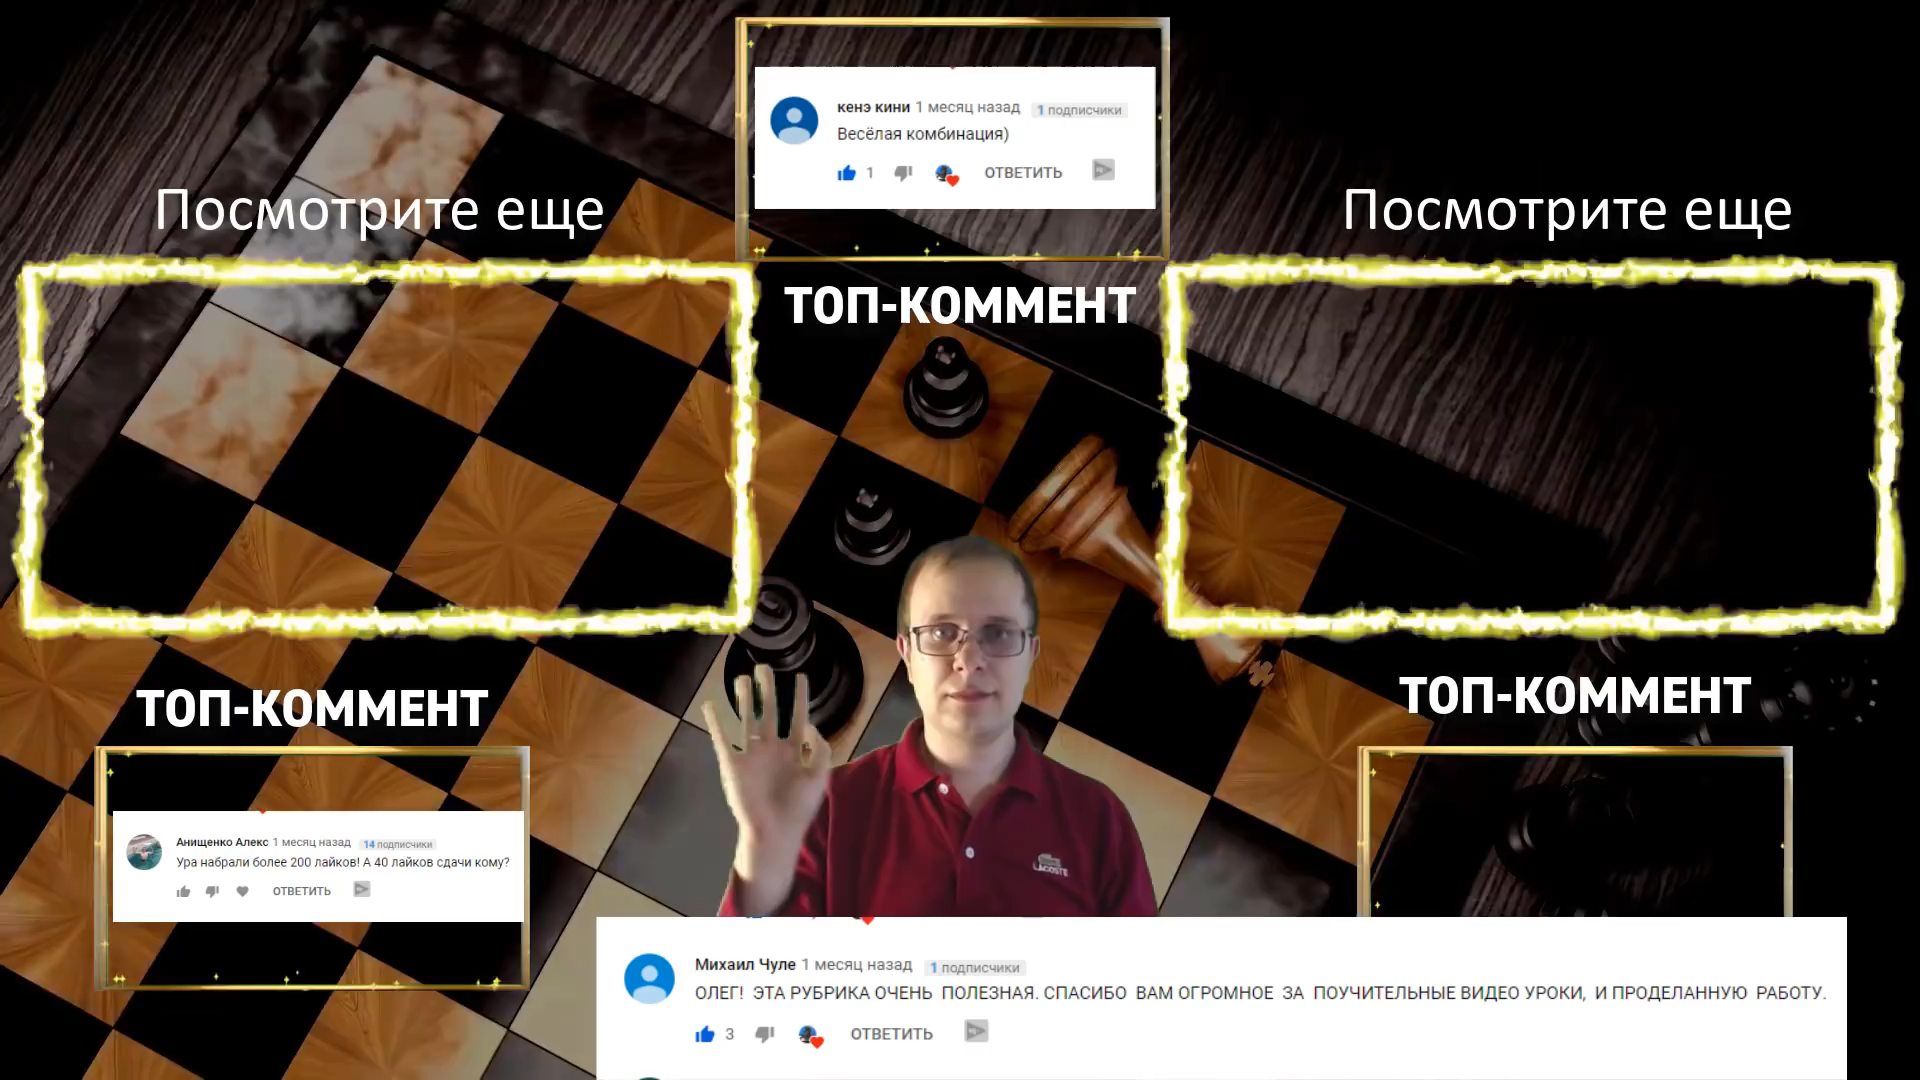 кенэ кини 1 месяц назад 1 подписчики
Весёлая комбинация)
1 ОТВЕТИТЬ
Посмотрите еще
Посмотрите еще
ТОП-КОММЕНТ
ТОП-КОММЕНТ
ТОП-КОММЕНТ
Анищенко Алекс 1 месяц назад 14 подписчики
Ура набрали более 200 лайков! А 40 лайков сдачи кому?
ОТВЕТИТЬ
LACOSTE
Михаил Чуле 1 месяц назад 1 подписчики
ОЛЕГ! ЭТА РУБРИКА ОЧЕНЬ ПОЛЕЗНАЯ. СПАСИБО ВАМ ОГРОМНОЕ ЗА ПОУЧИТЕЛЬНЫЕ ВИДЕО УРОКИ, И ПРОДЕЛАННУЮ РАБОТУ.
3 ОТВЕТИТЬ